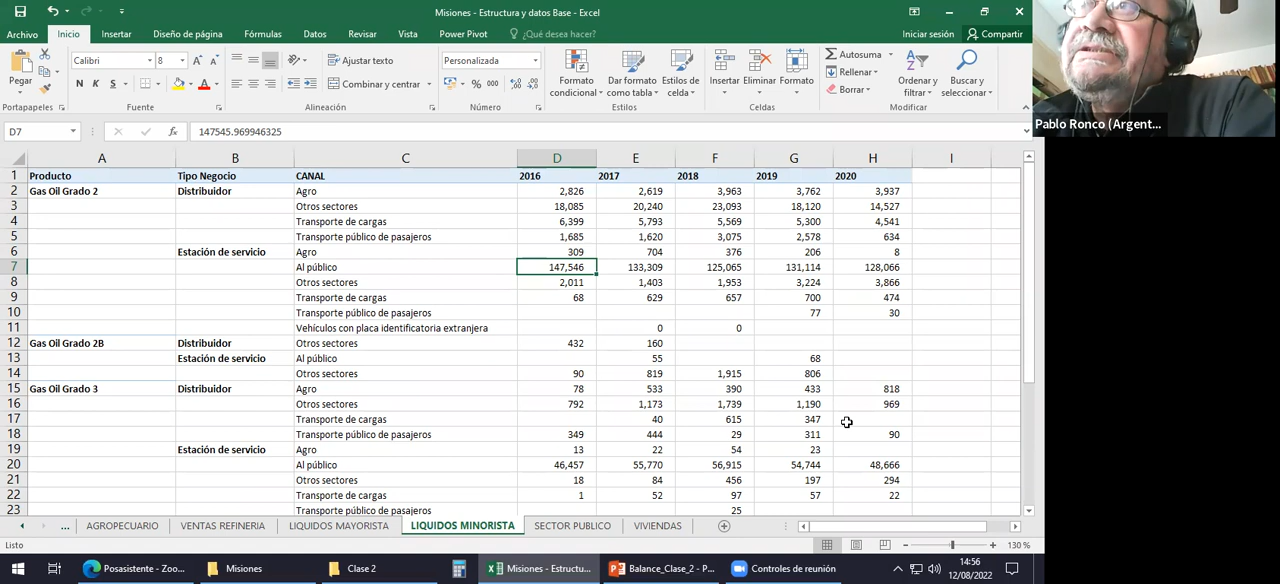 Misiones - Estructura y datos Base - Excel
Archivo Inicio Insertar Diseño de página Fórmulas Datos Revisar Vista Power Pivot ¿Qué desea hacer? Iniciar sesión Compartir
Pegar
Calibri 8
N K S
Ajustar texto
Combinar y centrar
Personalizada
% 000
Formato condicional
Dar formato como tabla
Estilos de celda
Insertar Eliminar Formato
Autosuma
Rellenar
Borrar
Ordenar y filtrar
Buscar y seleccionar
Portapapeles Fuente Alineación Número Estilos Celdas Modificar
Pablo Ronco (Argent...
D7 fx 147545.969946325
A B C D E F G H I
1 Producto Tipo Negocio CANAL 2016 2017 2018 2019 2020
2 Gas Oil Grado 2 Distribuidor Agro 2,826 2,619 3,963 3,762 3,937
3 Otros sectores 18,085 20,240 23,093 18,120 14,527
4 Transporte de cargas 6,399 5,793 5,569 5,300 4,541
5 Transporte público de pasajeros 1,685 1,620 3,075 2,578 634
6 Estación de servicio Agro 309 704 376 206 8
7 Al público 147,546 133,309 125,065 131,114 128,066
8 Otros sectores 2,011 1,403 1,953 3,224 3,866
9 Transporte de cargas 68 629 657 700 474
10 Transporte público de pasajeros 77 30
11 Vehículos con placa identificatoria extranjera 0 0
12 Gas Oil Grado 2B Distribuidor Otros sectores 432 160
13 Estación de servicio Al público 55 68
14 Otros sectores 90 819 1,915 806
15 Gas Oil Grado 3 Distribuidor Agro 78 533 390 433 818
16 Otros sectores 792 1,173 1,739 1,190 969
17 Transporte de cargas 40 615 347
18 Transporte público de pasajeros 349 444 29 311 90
19 Estación de servicio Agro 13 22 54 23
20 Al público 46,457 55,770 56,915 54,744 48,666
21 Otros sectores 18 84 456 197 294
22 Transporte de cargas 1 52 97 57 22
23 Transporte público de pasajeros 25
... AGROPECUARIO VENTAS REFINERIA LIQUIDOS MAYORISTA LIQUIDOS MINORISTA SECTOR PUBLICO VIVIENDAS
Listo 130 %
Posasistente - Zoo... Misiones Clase 2 Misiones - Estructu... Balance_Clase_2 - P... Controles de reunión 14:56
12/08/2022